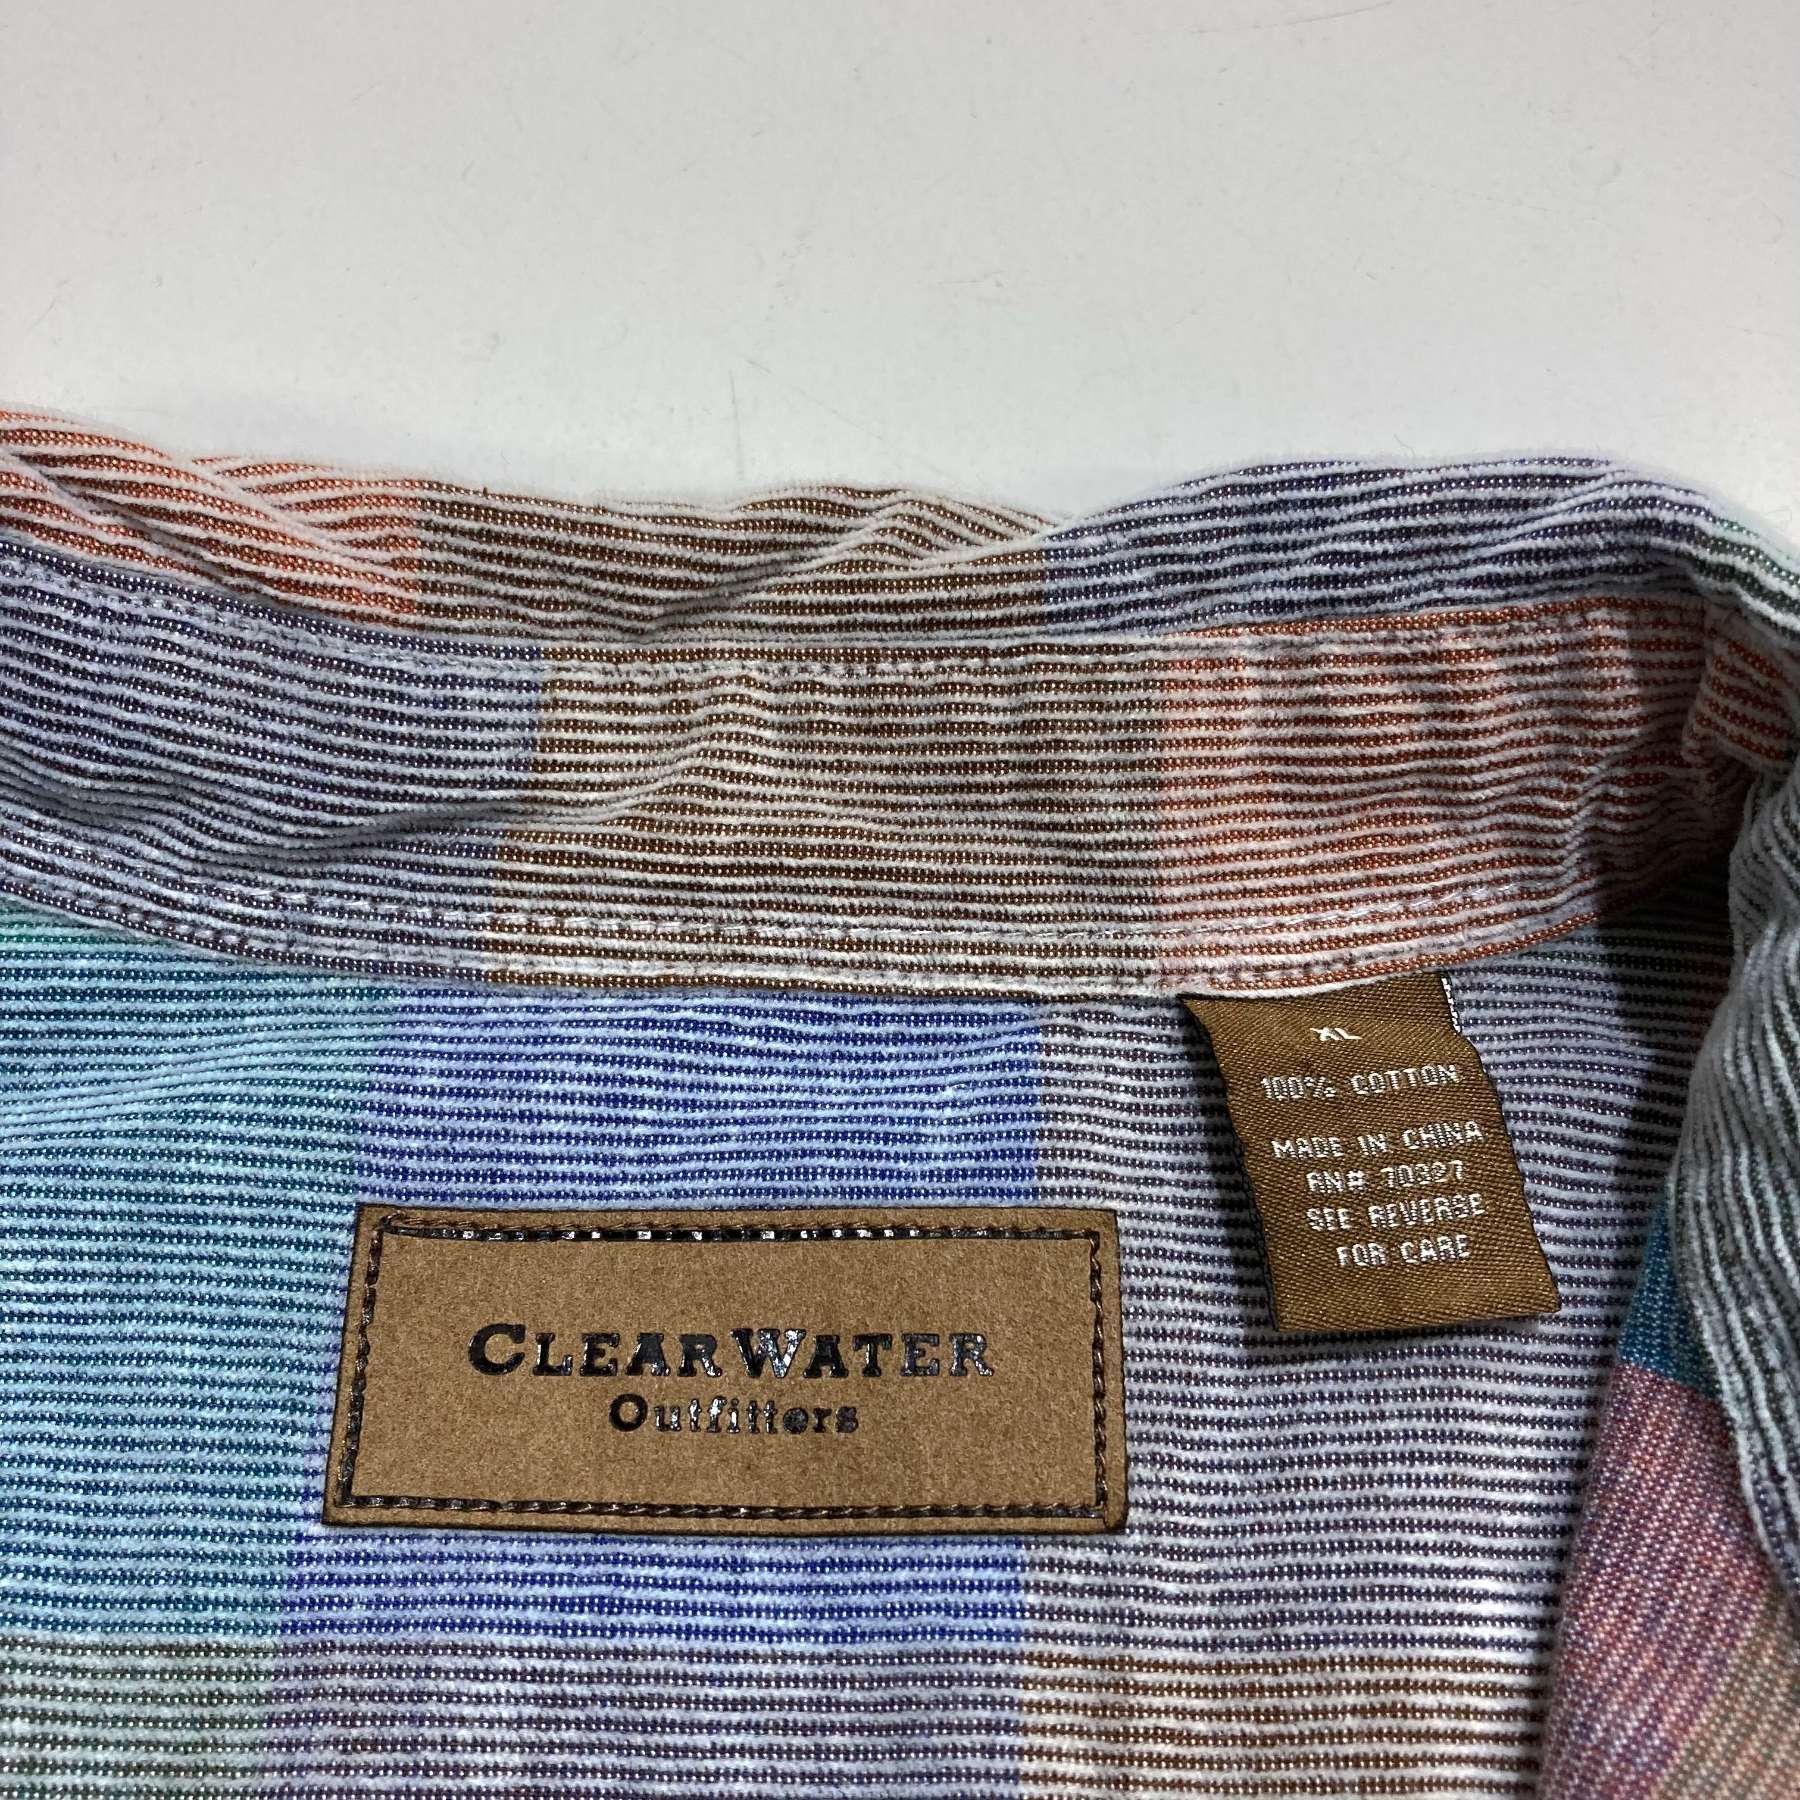 XL
100% COTTON
MADE IN CHINA
RN# 70327
SEE REVERSE
FOR CARE
CLEARWATER
Outfitters